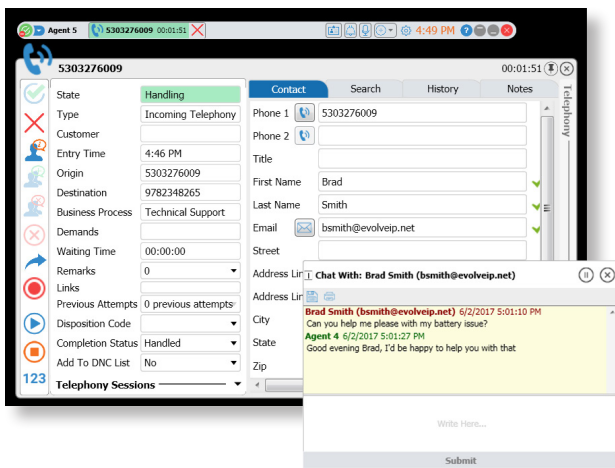 Agent 5 5303276009 00:01:51 4:49 PM ?
5303276009 00:01:51
State Handling
Type Incoming Telephony
Customer
Entry Time 4:46 PM
Origin 5303276009
Destination 9782348265
Business Process Technical Support
Demands
Waiting Time 00:00:00
Remarks 0
Links
Previous Attempts 0 previous attempts
Disposition Code
Completion Status Handled
Add To DNC List No
Telephony Sessions
123
Contact Search History Notes
Telephony
Phone 1 5303276009
Phone 2
Title
First Name Brad
Last Name Smith
Email bsmith@evolveip.net
Street
Address Lin
Address Lin
City
State
Zip
Chat With: Brad Smith (bsmith@evolveip.net)
Brad Smith (bsmith@evolveip.net) 6/2/2017 5:01:10 PM
Can you help me please with my battery issue?
Agent 4 6/2/2017 5:01:27 PM
Good evening Brad, I'd be happy to help you with that
Write Here...
Submit